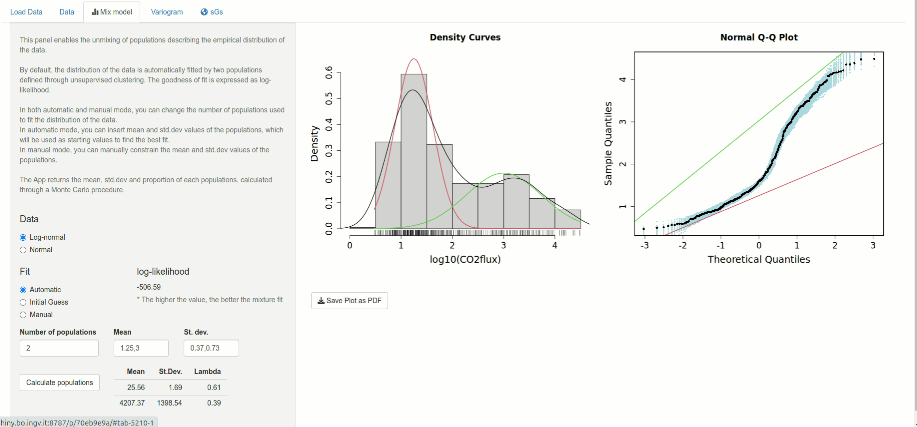 Load Data Data Mix model Variogram sGs
This panel enables the unmixing of populations describing the empirical distribution of
the data.
By default, the distribution of the data is automatically fitted by two populations
defined through unsupervised clustering. The goodness of fit is expressed as log-
likelihood.
In both automatic and manual mode, you can change the number of populations used
to fit the distribution of the data.
In automatic mode, you can insert mean and std.dev values of the populations, which
will be used as starting values to find the best fit.
In manual mode, you can manually constrain the mean and std.dev values of the
populations.
The App returns the mean, std.dev and proportion of each populations, calculated
through a Monte Carlo procedure.
Data
Log-normal
Normal
Fit
Automatic
Initial Guess
Manual
log-likelihood
-506.59
* The higher the value, the better the mixture fit
Number of populations Mean St. dev.
2 1.25,3 0.37,0.73
Calculate populations
Mean St.Dev. Lambda
25.56 1.69 0.61
4207.37 1398.54 0.39
hiny.bo.ingv.it:8787/p/70eb9e9a/#tab-5210-1
Density Curves
Density
0.0 0.1 0.2 0.3 0.4 0.5 0.6
0 1 2 3 4
log10(CO2flux)
Save Plot as PDF
Normal Q-Q Plot
Sample Quantiles
1 2 3 4
-3 -2 -1 0 1 2 3
Theoretical Quantiles